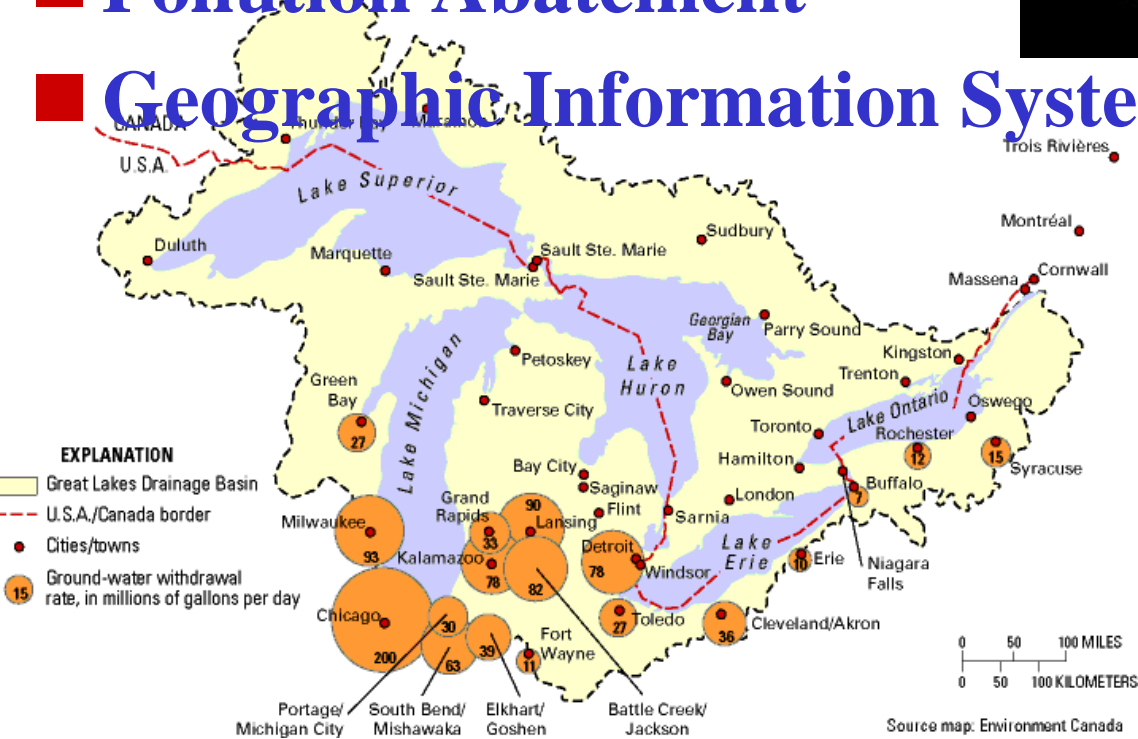 Pollution Abatement
Geographic Information Syste
CANADA
Thunder Bay
Marathon
U.S.A.
Trois Rivières
Lake Superior
Montréal
Sudbury
Duluth
Marquette
Sault Ste. Marie
Sault Ste. Marie
Cornwall
Massena
Georgian
Bay
Parry Sound
Kingston
Petoskey
Lake
Huron
Trenton
Green
Bay
Lake Michigan
Owen Sound
Oswego
Traverse City
Lake Ontario
Toronto
Rochester
27
12
15
EXPLANATION
Bay City
Hamilton
Syracuse
Great Lakes Drainage Basin
Saginaw
London
Buffalo
7
Grand
Rapids
90
Flint
U.S.A./Canada border
Milwaukee
Lansing
Sarnia
33
Cities/towns
93
Kalamazoo
Detroit
Lake
Erie
10
Erie
Niagara
Falls
78
82
78
Windsor
15
Ground-water withdrawal
rate, in millions of gallons per day
Chicago
30
27
Toledo
36
Cleveland/Akron
200
63
39
Fort
Wayne
11
0 50 100 MILES
0 50 100 KILOMETERS
Portage/
Michigan City
South Bend/
Mishawaka
Elkhart/
Goshen
Battle Creek/
Jackson
Source map: Environment Canada